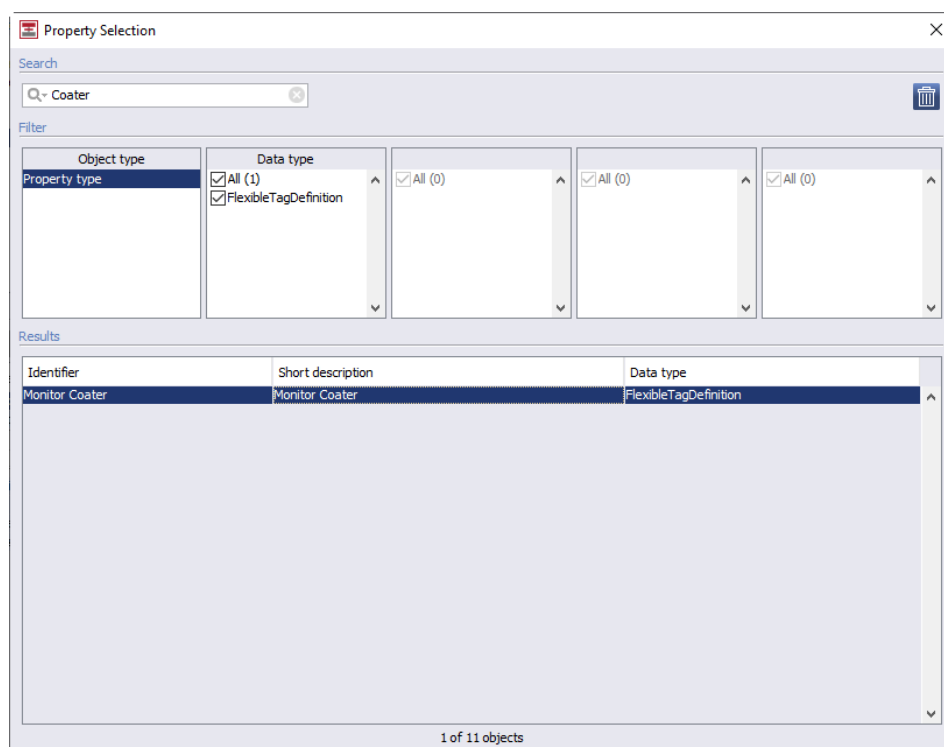 Property Selection
Search
Coater
Filter
Object type
Data type
Property type
All (1)
All (0)
All (0)
All (0)
FlexibleTagDefinition
Results
Identifier
Short description
Data type
Monitor Coater
Monitor Coater
FlexibleTagDefinition
1 of 11 objects